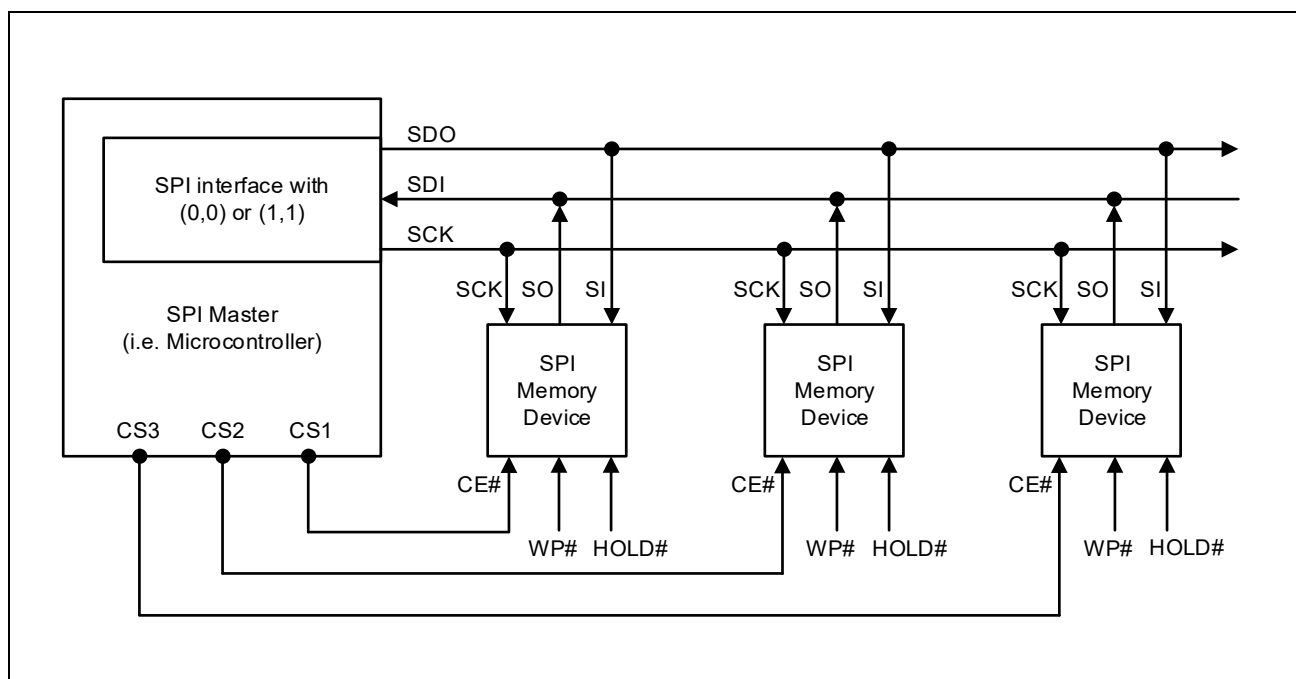 SDO
SPI interface with
(0,0) or (1,1)
SDI
SCK
SPI Master
(i.e. Microcontroller)
SCK SO SI
SCK SO SI
SCK SO SI
SPI
Memory
Device
SPI
Memory
Device
SPI
Memory
Device
CS3 CS2 CS1
CE#
CE#
CE#
WP# HOLD#
WP# HOLD#
WP# HOLD#